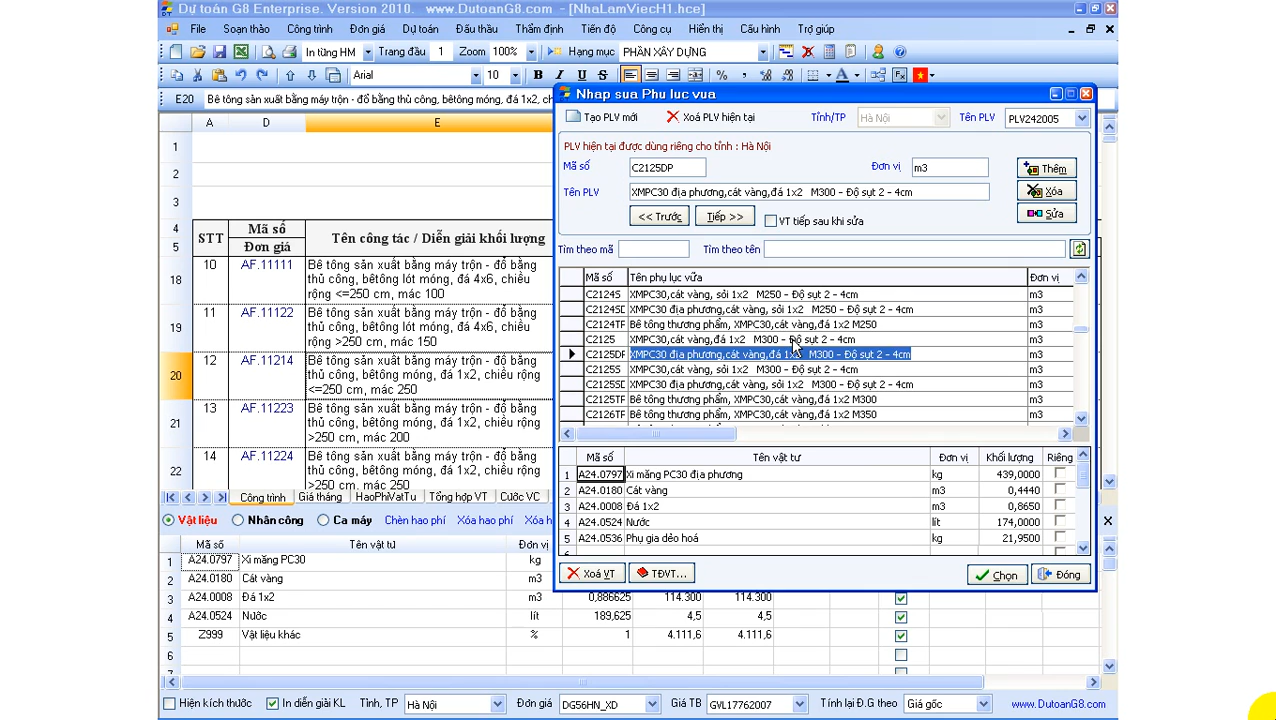 Dự toán G8 Enterprise. Version 2010. www.DutoanG8.com - [NhaLamViecH1.hce]
File Soạn thảo Công trình Đơn giá Dự toán Đấu thầu Thẩm định Tiến độ Công cụ Hiển thị Cấu hình Trợ giúp
In từng HM Trang đầu 1 Zoom 100% Hạng mục PHẦN XÂY DỰNG
Arial 10 B I U S % , A Fx
E20 Bê tông sản xuất bằng máy trộn - đổ bằng thủ công, bêtông móng, đá 1x2, ch
A D E
1
2
3
4
5
STT Mã số Tên công tác / Diễn giải khối lượng
Đơn giá
18 10 AF.11111 Bê tông sản xuất bằng máy trộn - đổ bằng
thủ công, bêtông lót móng, đá 4x6, chiều
rộng <=250 cm, mác 100
19 11 AF.11122 Bê tông sản xuất bằng máy trộn - đổ bằng
thủ công, bêtông lót móng, đá 4x6, chiều
rộng >250 cm, mác 150
20 12 AF.11214 Bê tông sản xuất bằng máy trộn - đổ bằng
thủ công, bêtông móng, đá 1x2, chiều rộng
<=250 cm, mác 250
21 13 AF.11223 Bê tông sản xuất bằng máy trộn - đổ bằng
thủ công, bêtông móng, đá 1x2, chiều rộng
>250 cm, mác 200
22 14 AF.11224 Bê tông sản xuất bằng máy trộn - đổ bằng
thủ công, bêtông móng, đá 1x2, chiều rộng
>250 cm, mác 250
Công trình Giá tháng HaoPhiVatTu Tổng hợp VT Cước VC
Vật liệu Nhân công Ca máy Chèn hao phí Xóa hao phí Xóa h
Mã số Tên vật tư Đơn vị
1 A24.0797 Xi măng PC30 kg
2 A24.0180 Cát vàng m3
3 A24.0008 Đá 1x2 m3 0,886625 114.300 114.300
4 A24.0524 Nước lít 189,625 4,5 4,5
5 Z999 Vật liệu khác % 1 4.111,6 4.111,6
6
Hiện kích thước In diễn giải KL Tỉnh, TP Hà Nội Đơn giá DG56HN_XD Giá TB GVL17762007 Tính lại Đ.G theo Giá gốc www.DutoanG8.com
Nhap sua Phu luc vua
Tạo PLV mới Xoá PLV hiện tại Tỉnh/TP Hà Nội Tên PLV PLV242005
PLV hiện tại được dùng riêng cho tỉnh : Hà Nội
Mã số C2125DP Đơn vị m3 Thêm
Tên PLV XMPC30 địa phương,cát vàng,đá 1x2 M300 - Độ sụt 2 - 4cm Xóa
<< Trước Tiếp >> VT tiếp sau khi sửa Sửa
Tìm theo mã Tìm theo tên
Mã số Tên phụ lục vữa Đơn vị
C2124S XMPC30,cát vàng, sỏi 1x2 M250 - Độ sụt 2 - 4cm m3
C2124SD XMPC30 địa phương,cát vàng, sỏi 1x2 M250 - Độ sụt 2 - 4cm m3
C2124TP Bê tông thương phẩm, XMPC30,cát vàng,đá 1x2 M250 m3
C2125 XMPC30,cát vàng,đá 1x2 M300 - Độ sụt 2 - 4cm m3
C2125DP XMPC30 địa phương,cát vàng,đá 1x2 M300 - Độ sụt 2 - 4cm m3
C2125S XMPC30,cát vàng, sỏi 1x2 M300 - Độ sụt 2 - 4cm m3
C2125SD XMPC30 địa phương,cát vàng, sỏi 1x2 M300 - Độ sụt 2 - 4cm m3
C2125TP Bê tông thương phẩm, XMPC30,cát vàng,đá 1x2 M300 m3
C2126TP Bê tông thương phẩm, XMPC30,cát vàng,đá 1x2 M350 m3
Mã số Tên vật tư Đơn vị Khối lượng Riêng
1 A24.0797 Xi măng PC30 địa phương kg 439,0000
2 A24.0180 Cát vàng m3 0,4440
3 A24.0008 Đá 1x2 m3 0,8650
4 A24.0524 Nước lít 174,0000
5 A24.0536 Phụ gia dẻo hoá kg 21,9500
Xoá VT TĐVT... Chọn Đóng